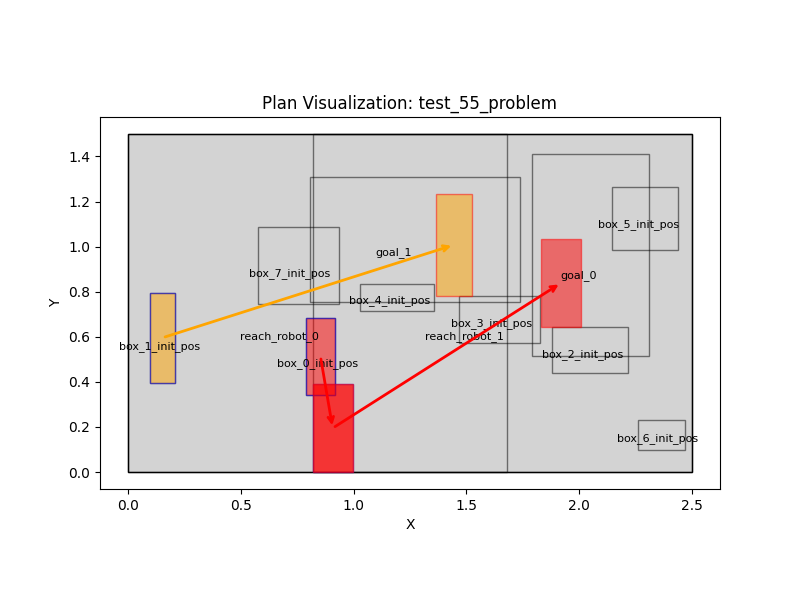 Plan Visualization: test_55_problem
1.4
1.2
1.0
0.8
0.6
0.4
0.2
0.0
Y
box_5_init_pos
goal_1
box_7_init_pos
goal_0
box_4_init_pos
box_3_init_pos
reach_robot_0
reach_robot_1
box_1_init_pos
box_2_init_pos
box_0_init_pos
box_6_init_pos
0.0
0.5
1.0
1.5
2.0
2.5
X